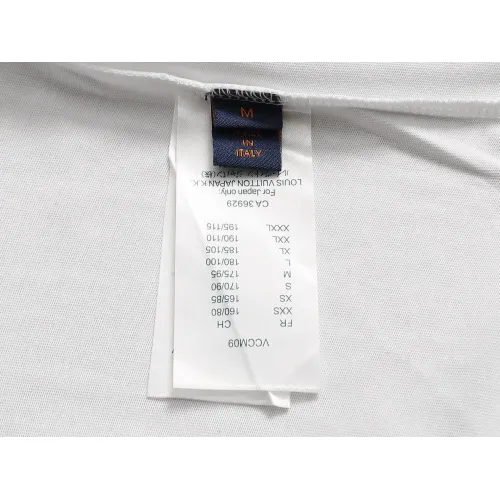 M
IN
ITALY
VCCM09
FR CH
XXS 160/80
XS 165/85
S 170/90
M 175/95
L 180/100
XL 185/105
XXL 190/110
XXXL 195/115
CA 36929
For Japan only:
LOUIS VUITTON JAPAN K.K.